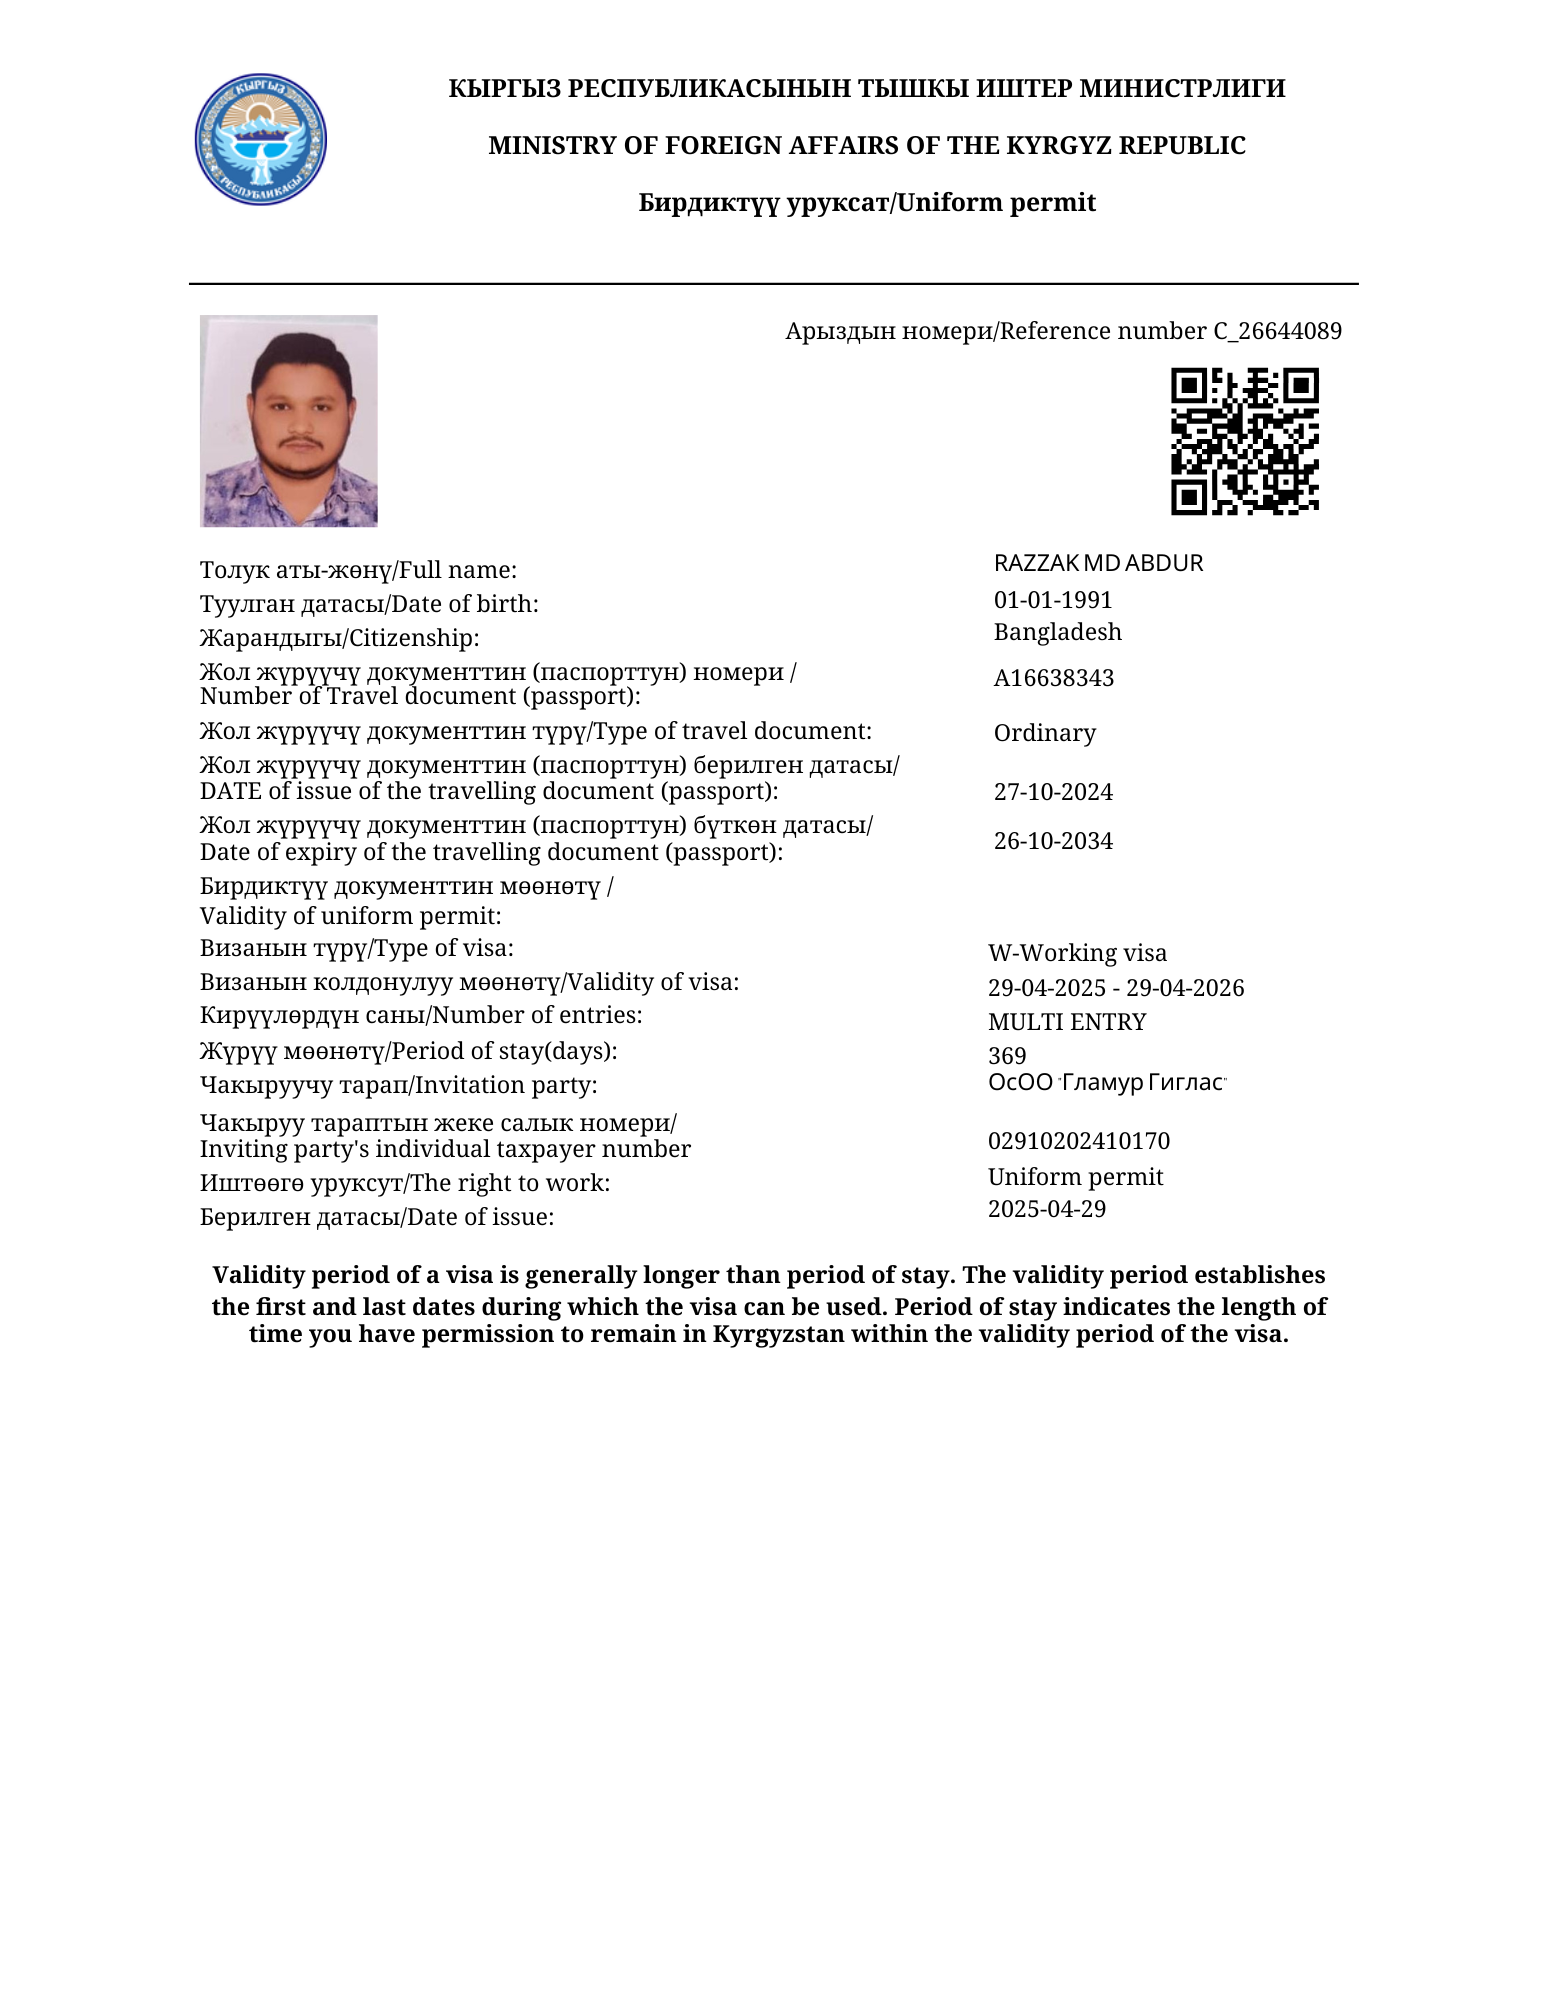 КЫРГЫЗ
РЕСПУБЛИКАСЫ
КЫРГЫЗ РЕСПУБЛИКАСЫНЫН ТЫШКЫ ИШТЕР МИНИСТРЛИГИ
MINISTRY OF FOREIGN AFFAIRS OF THE KYRGYZ REPUBLIC
Бирдиктүү уруксат/Uniform permit
Арыздын номери/Reference number C_26644089
Толук аты-жөнү/Full name: RAZZAK MD ABDUR
Туулган датасы/Date of birth: 01-01-1991
Жарандыгы/Citizenship: Bangladesh
Жол жүрүүчү документтин (паспорттун) номери /
Number of Travel document (passport): A16638343
Жол жүрүүчү документтин түрү/Type of travel document: Ordinary
Жол жүрүүчү документтин (паспорттун) берилген датасы/
DATE of issue of the travelling document (passport): 27-10-2024
Жол жүрүүчү документтин (паспорттун) бүткөн датасы/
Date of expiry of the travelling document (passport): 26-10-2034
Бирдиктүү документтин мөөнөтү /
Validity of uniform permit:
Визанын түрү/Type of visa: W-Working visa
Визанын колдонулуу мөөнөтү/Validity of visa: 29-04-2025 - 29-04-2026
Кирүүлөрдүн саны/Number of entries: MULTI ENTRY
Жүрүү мөөнөтү/Period of stay(days): 369
Чакыруучу тарап/Invitation party: ОсОО "Гламур Гиглас"
Чакыруу тараптын жеке салык номери/
Inviting party's individual taxpayer number 02910202410170
Иштөөгө уруксут/The right to work: Uniform permit
Берилген датасы/Date of issue: 2025-04-29
Validity period of a visa is generally longer than period of stay. The validity period establishes
the first and last dates during which the visa can be used. Period of stay indicates the length of
time you have permission to remain in Kyrgyzstan within the validity period of the visa.